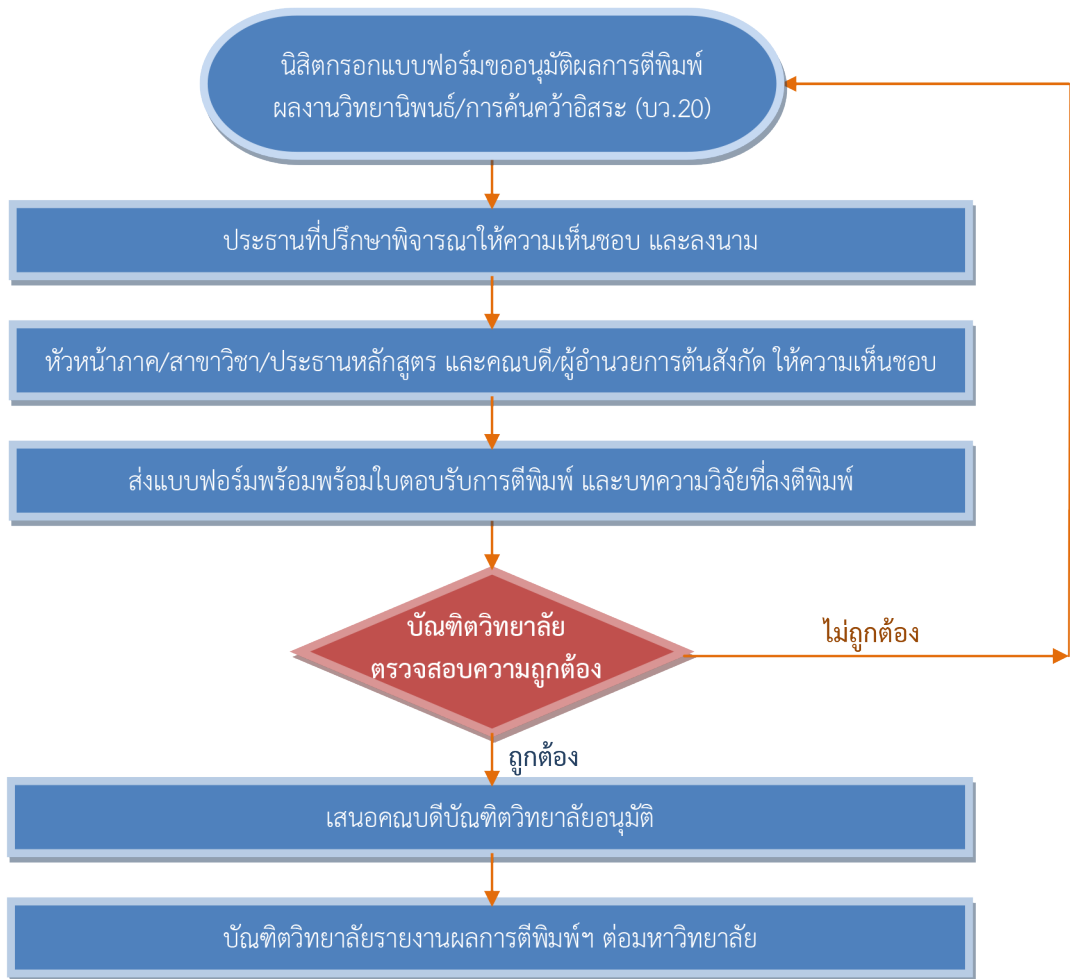 นิสิตกรอกแบบฟอร์มขออนุมัติผลการตีพิมพ์
ผลงานวิทยานิพนธ์/การค้นคว้าอิสระ (บว.20)
ประธานที่ปรึกษาพิจารณาให้ความเห็นชอบ และลงนาม
หัวหน้าภาค/สาขาวิชา/ประธานหลักสูตร และคณบดี/ผู้อำนวยการต้นสังกัด ให้ความเห็นชอบ
ส่งแบบฟอร์มพร้อมพร้อมใบตอบรับการตีพิมพ์ และบทความวิจัยที่ลงตีพิมพ์
บัณฑิตวิทยาลัย
ตรวจสอบความถูกต้อง
ไม่ถูกต้อง
ถูกต้อง
เสนอคณบดีบัณฑิตวิทยาลัยอนุมัติ
บัณฑิตวิทยาลัยรายงานผลการตีพิมพ์ฯ ต่อมหาวิทยาลัย